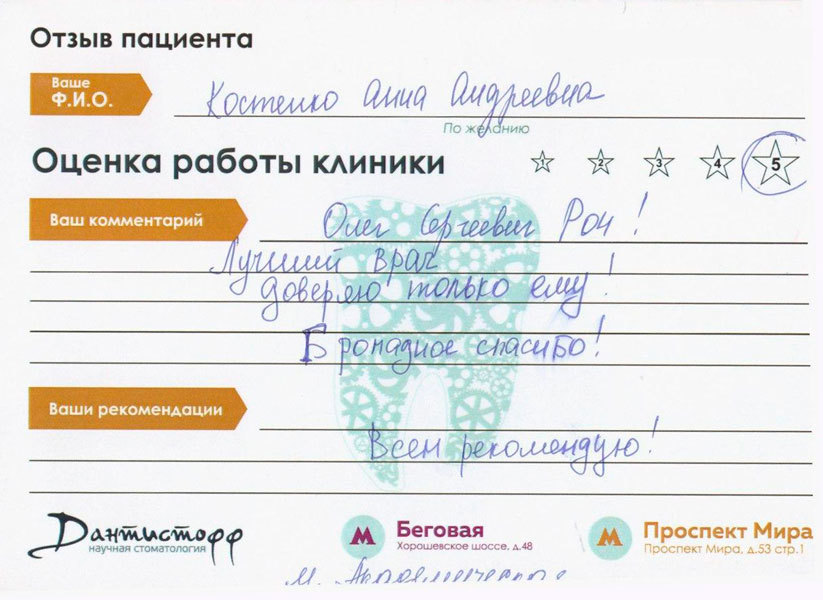 Отзыв пациента
Ваше
Ф.И.О.
Костенко Анна Андреевна
По желанию
Оценка работы клиники
1 2 3 4 5
Ваш комментарий
Олег Сергеевич Рон!
Лучший врач
доверяю только ему!
Громадное спасибо!
Ваши рекомендации
Всем рекомендую!
Дантистофф
научная стоматология
М Беговая
Хорошевское шоссе, д.48
М Проспект Мира
Проспект Мира, д.53 стр.1
м.